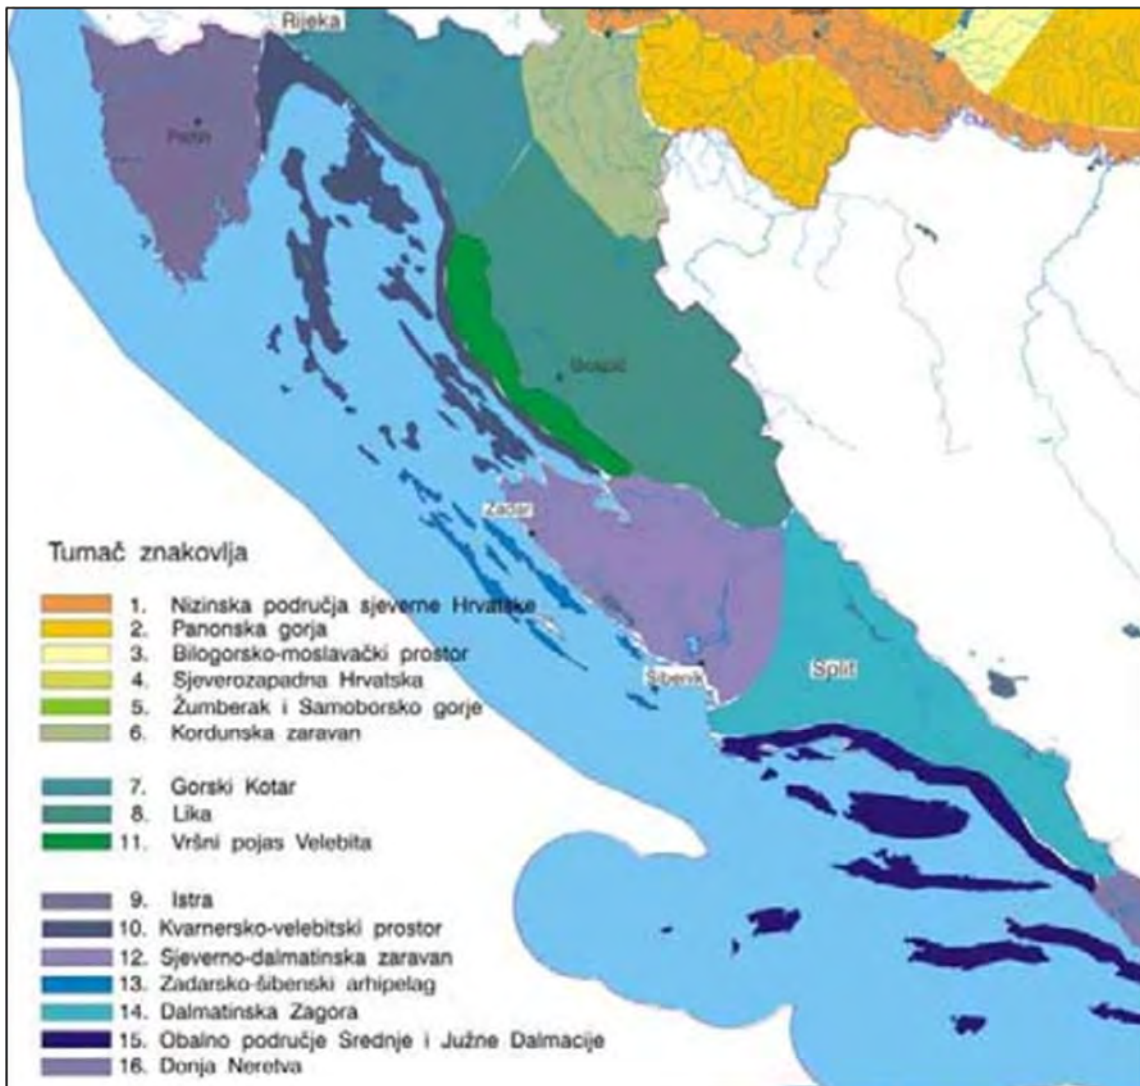 Rijeka
Pazin
Gospić
Zadar
Šibenik
Split
Tumač znakovlja
1. Nizinska područja sjeverne Hrvatske
2. Panonska gorja
3. Bilogorsko-moslavački prostor
4. Sjeverozapadna Hrvatska
5. Žumberak i Samoborsko gorje
6. Kordunska zaravan
7. Gorski Kotar
8. Lika
11. Vršni pojas Velebita
9. Istra
10. Kvarnersko-velebitski prostor
12. Sjeverno-dalmatinska zaravan
13. Zadarsko-šibenski arhipelag
14. Dalmatinska Zagora
15. Obalno područje Srednje i Južne Dalmacije
16. Donja Neretva